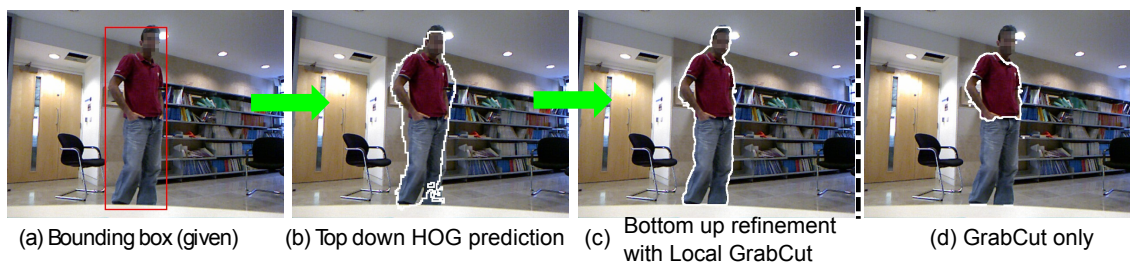 (a) Bounding box (given)
(b) Top down HOG prediction
(c) Bottom up refinement
with Local GrabCut
(d) GrabCut only